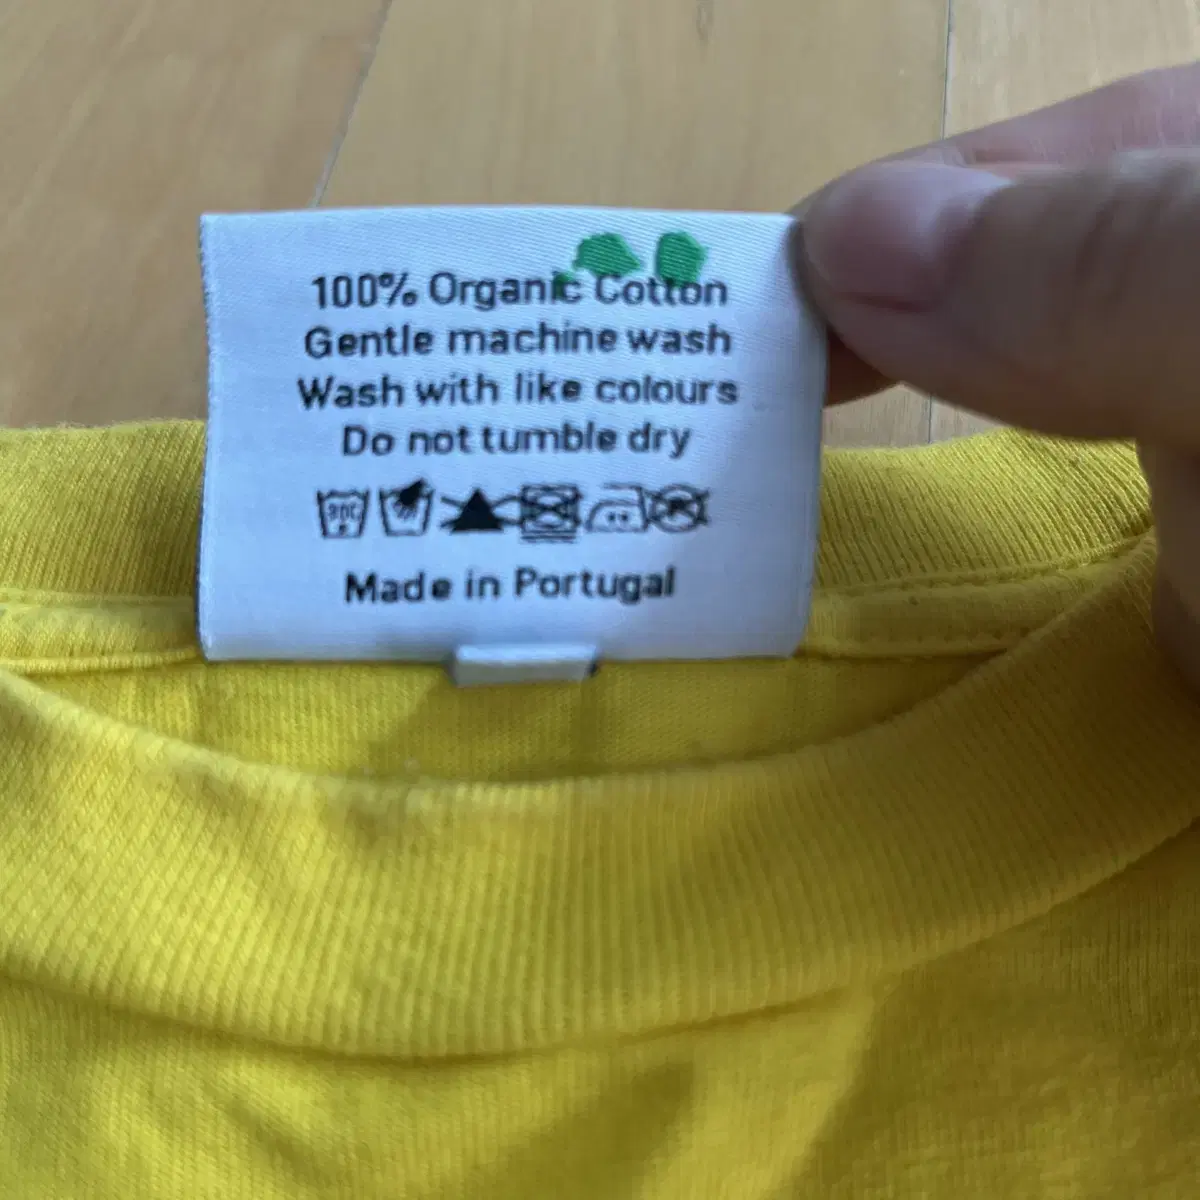 100% Organic Cotton
Gentle machine wash
Wash with like colours
Do not tumble dry
Made in Portugal